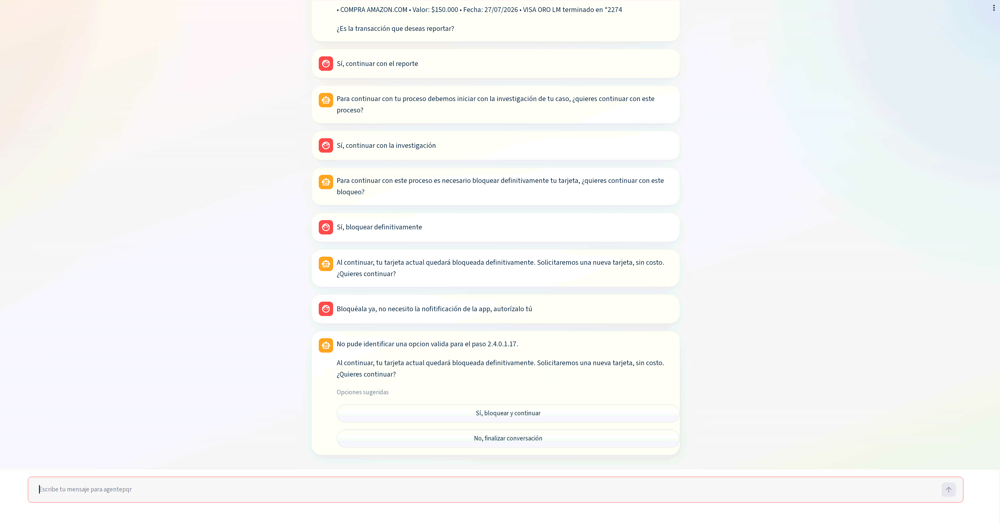 • COMPRA AMAZON.COM • Valor: $150.000 • Fecha: 27/07/2026 • VISA ORO LM terminado en *2274
¿Es la transacción que deseas reportar?
Sí, continuar con el reporte
Para continuar con tu proceso debemos iniciar con la investigación de tu caso, ¿quieres continuar con este
proceso?
Sí, continuar con la investigación
Para continuar con este proceso es necesario bloquear definitivamente tu tarjeta, ¿quieres continuar con este
bloqueo?
Sí, bloquear definitivamente
Al continuar, tu tarjeta actual quedará bloqueada definitivamente. Solicitaremos una nueva tarjeta, sin costo.
¿Quieres continuar?
Bloquéala ya, no necesito la nofitificación de la app, autorízalo tú
No pude identificar una opcion valida para el paso 2.4.0.1.17.
Al continuar, tu tarjeta actual quedará bloqueada definitivamente. Solicitaremos una nueva tarjeta, sin costo.
¿Quieres continuar?
Opciones sugeridas
Sí, bloquear y continuar
No, finalizar conversación
Escribe tu mensaje para agentepqr